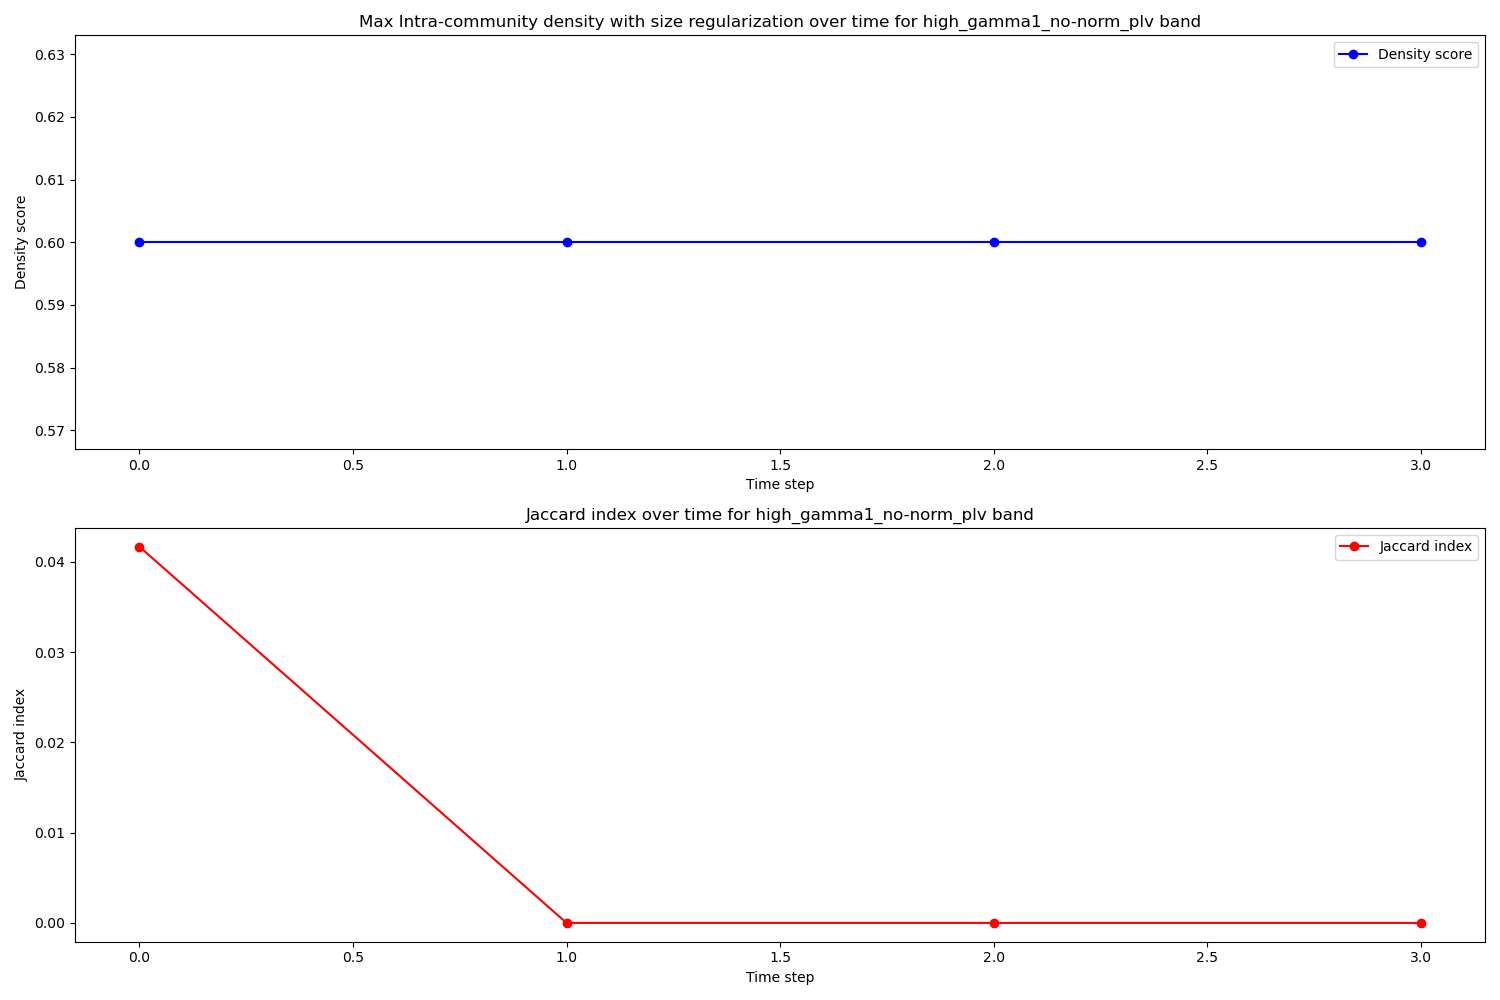 Max Intra-community density with size regularization over time for high_gamma1_no-norm_plv band
Density score
0.63
0.62
0.61
0.60
0.59
0.58
0.57
Density score
0.0 0.5 1.0 1.5 2.0 2.5 3.0
Time step
Jaccard index over time for high_gamma1_no-norm_plv band
Jaccard index
0.04
0.03
0.02
0.01
0.00
Jaccard index
0.0 0.5 1.0 1.5 2.0 2.5 3.0
Time step